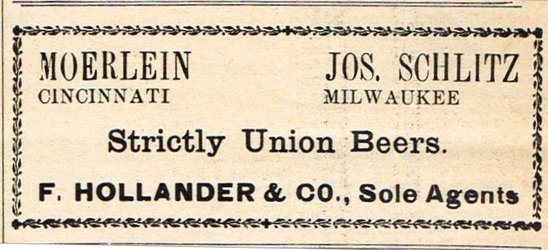 MOERLEIN JOS. SCHLITZ
CINCINNATI MILWAUKEE
Strictly Union Beers.
F. HOLLANDER & CO., Sole Agents